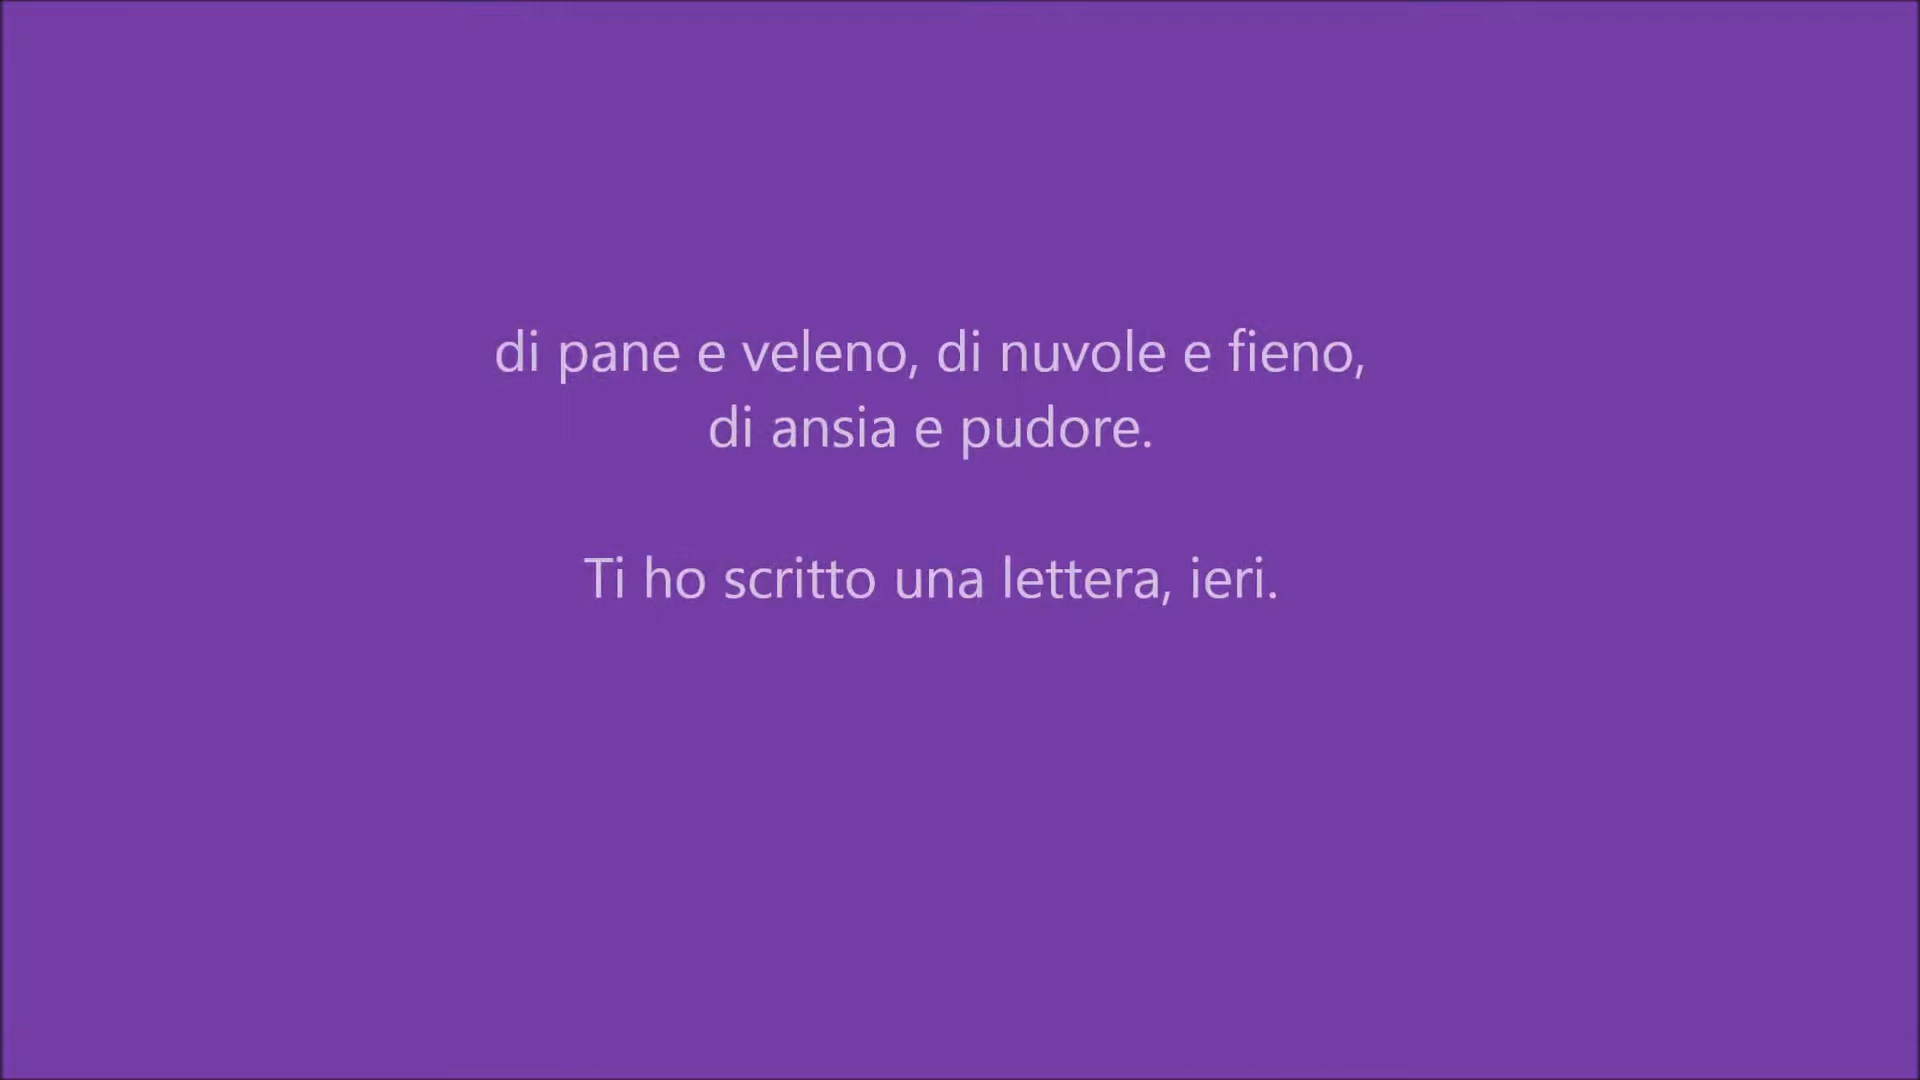 di pane e veleno, di nuvole e fieno,
di ansia e pudore.
Ti ho scritto una lettera, ieri.